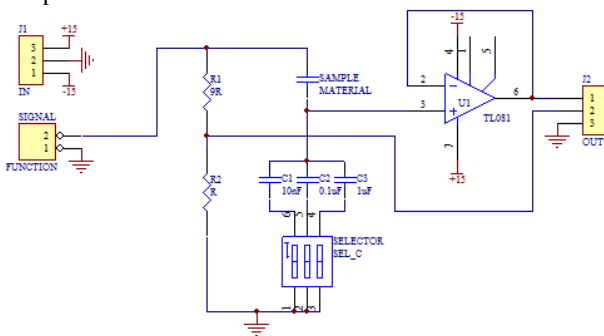 J1
+15
3
2
1
-15
IN
SIGNAL
2
1
FUNCTION
R1
9R
R2
R
SAMPLE
MATERIAL
C1
10nF
C2
0.1uF
C3
1uF
6
5
4
SELECTOR
SEL_C
1
2
3
-15
4
1
5
2
3
6
U1
TL081
7
+15
J2
1
2
3
OUT